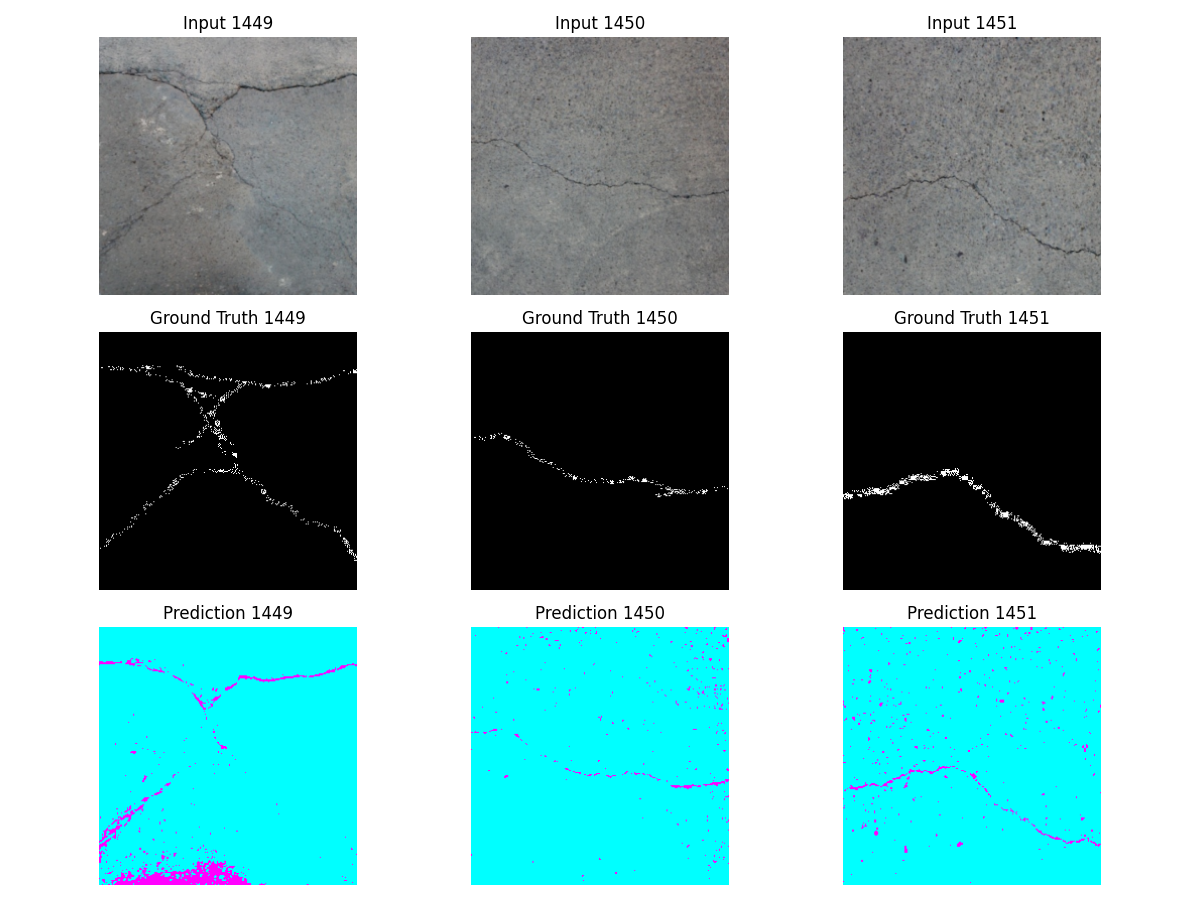 Input 1449
Input 1450
Input 1451
Ground Truth 1449
Ground Truth 1450
Ground Truth 1451
Prediction 1449
Prediction 1450
Prediction 1451